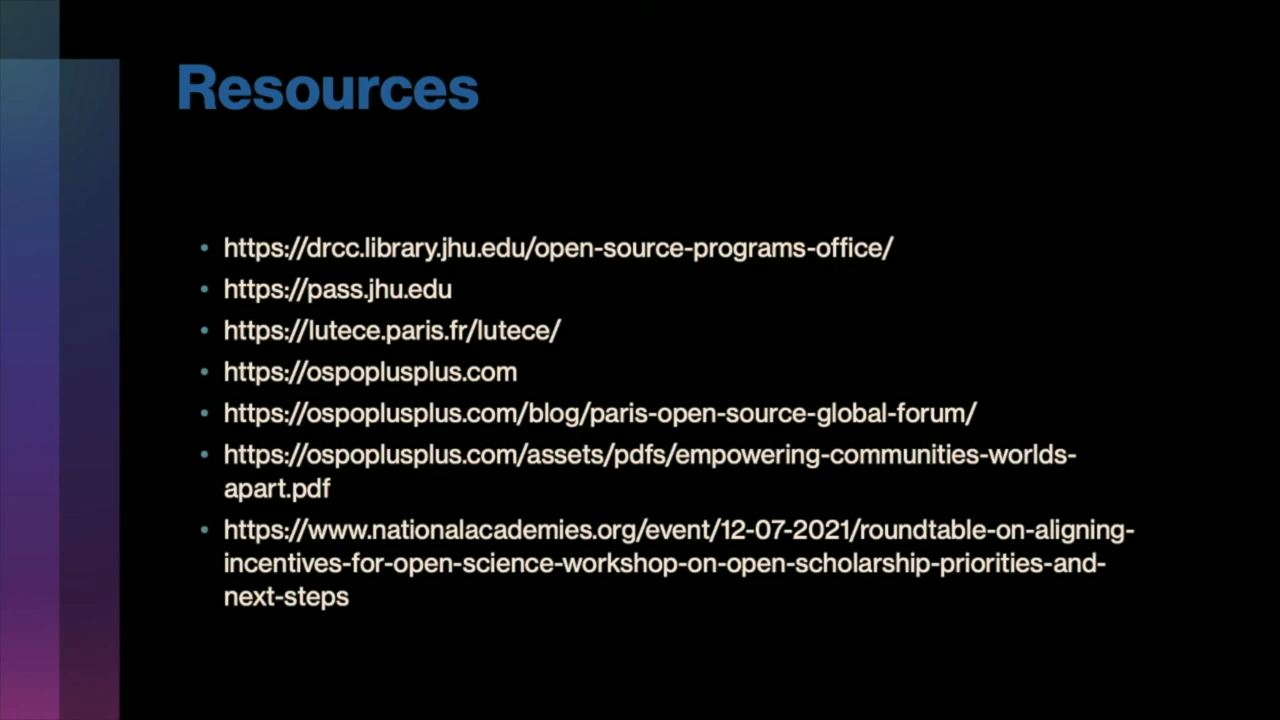 Resources
• https://drcc.library.jhu.edu/open-source-programs-office/
• https://pass.jhu.edu
• https://lutece.paris.fr/lutece/
• https://ospoplusplus.com
• https://ospoplusplus.com/blog/paris-open-source-global-forum/
• https://ospoplusplus.com/assets/pdfs/empowering-communities-worlds-
apart.pdf
• https://www.nationalacademies.org/event/12-07-2021/roundtable-on-aligning-
incentives-for-open-science-workshop-on-open-scholarship-priorities-and-
next-steps